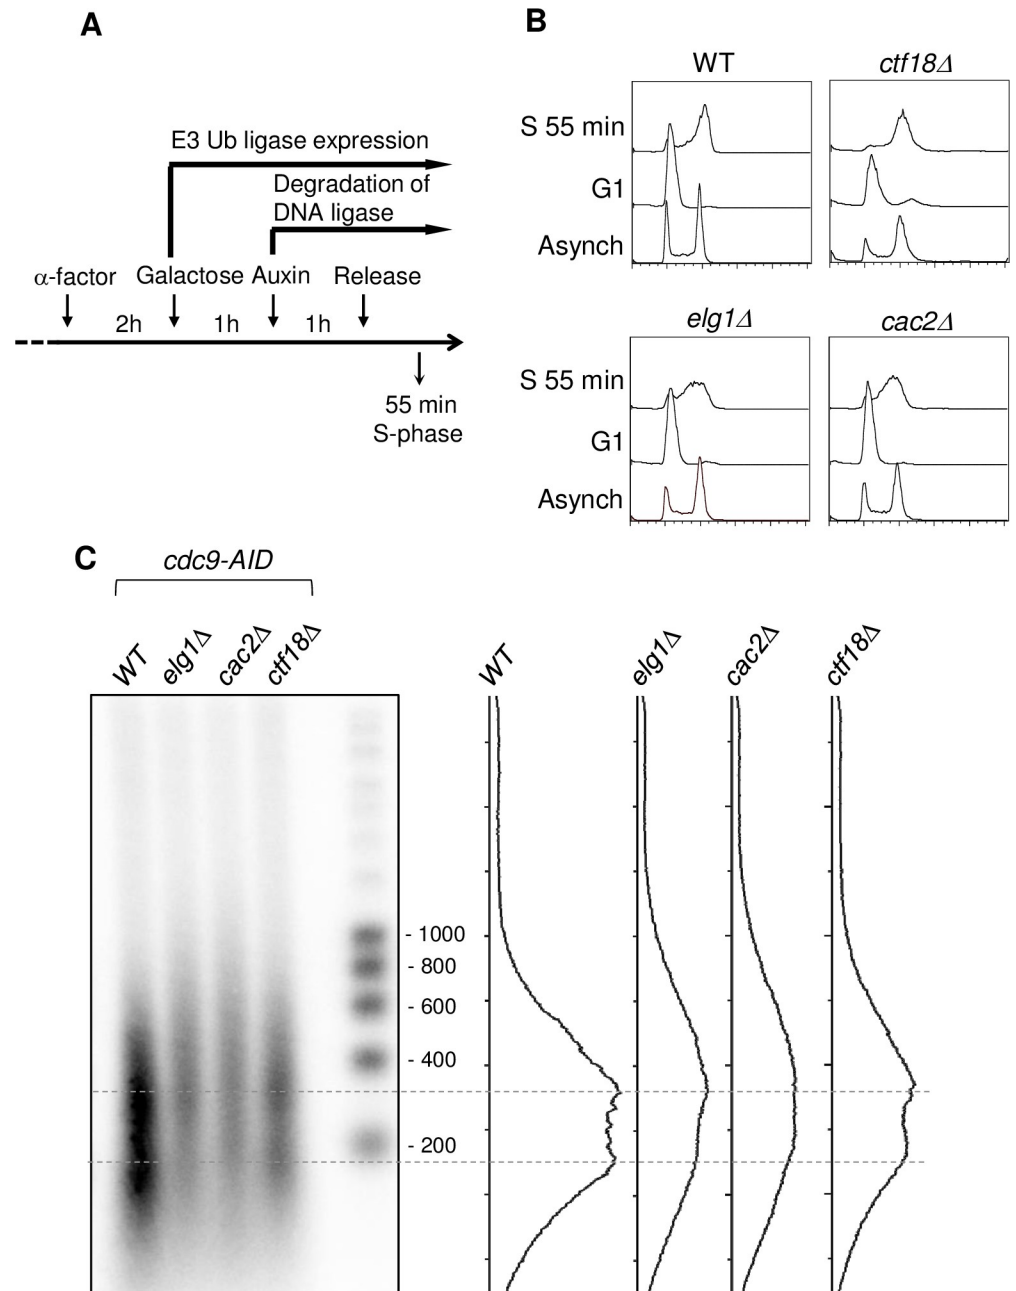 A
E3 Ub ligase expression
Degradation of
DNA ligase
α-factor Galactose Auxin Release
2h 1h 1h
55 min
S-phase
B
WT ctf18Δ
S 55 min
G1
Asynch
elg1Δ cac2Δ
S 55 min
G1
Asynch
C
cdc9-AID
WT elg1Δ cac2Δ ctf18Δ
WT elg1Δ cac2Δ ctf18Δ
- 1000
- 800
- 600
- 400
- 200